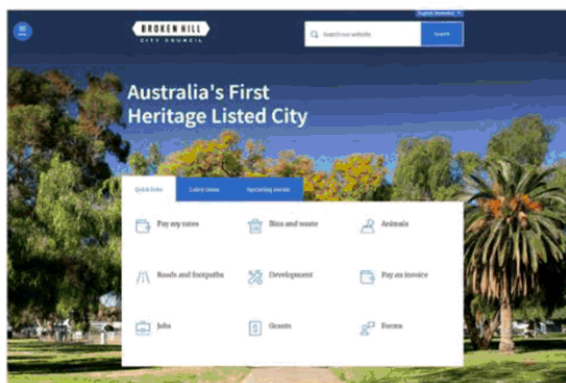 English (Australia)
BROKEN HILL
CITY COUNCIL
Search our website
Search
Australia's First
Heritage Listed City
Quick links
Latest news
Upcoming events
Pay my rates
Bins and waste
Animals
Roads and footpaths
Development
Pay an invoice
Jobs
Grants
Forms